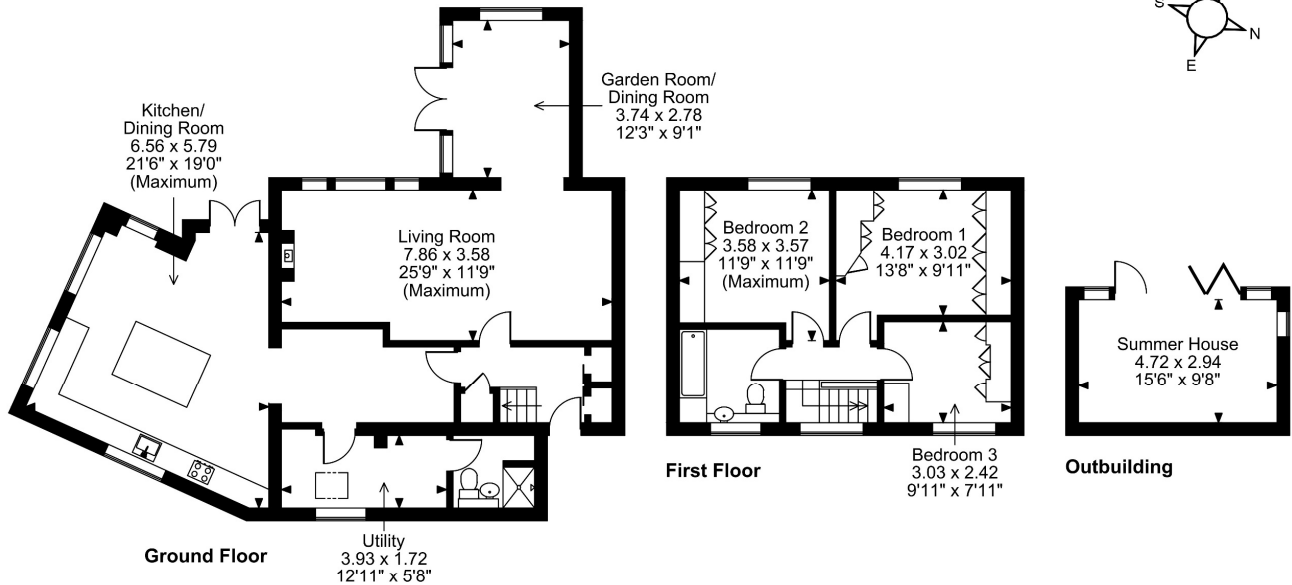 S
N
E
Garden Room/
Dining Room
3.74 x 2.78
12'3" x 9'1"
Kitchen/
Dining Room
6.56 x 5.79
21'6" x 19'0"
(Maximum)
Living Room
7.86 x 3.58
25'9" x 11'9"
(Maximum)
Bedroom 2
3.58 x 3.57
11'9" x 11'9"
(Maximum)
Bedroom 1
4.17 x 3.02
13'8" x 9'11"
Summer House
4.72 x 2.94
15'6" x 9'8"
Bedroom 3
3.03 x 2.42
9'11" x 7'11"
First Floor
Outbuilding
Utility
3.93 x 1.72
12'11" x 5'8"
Ground Floor